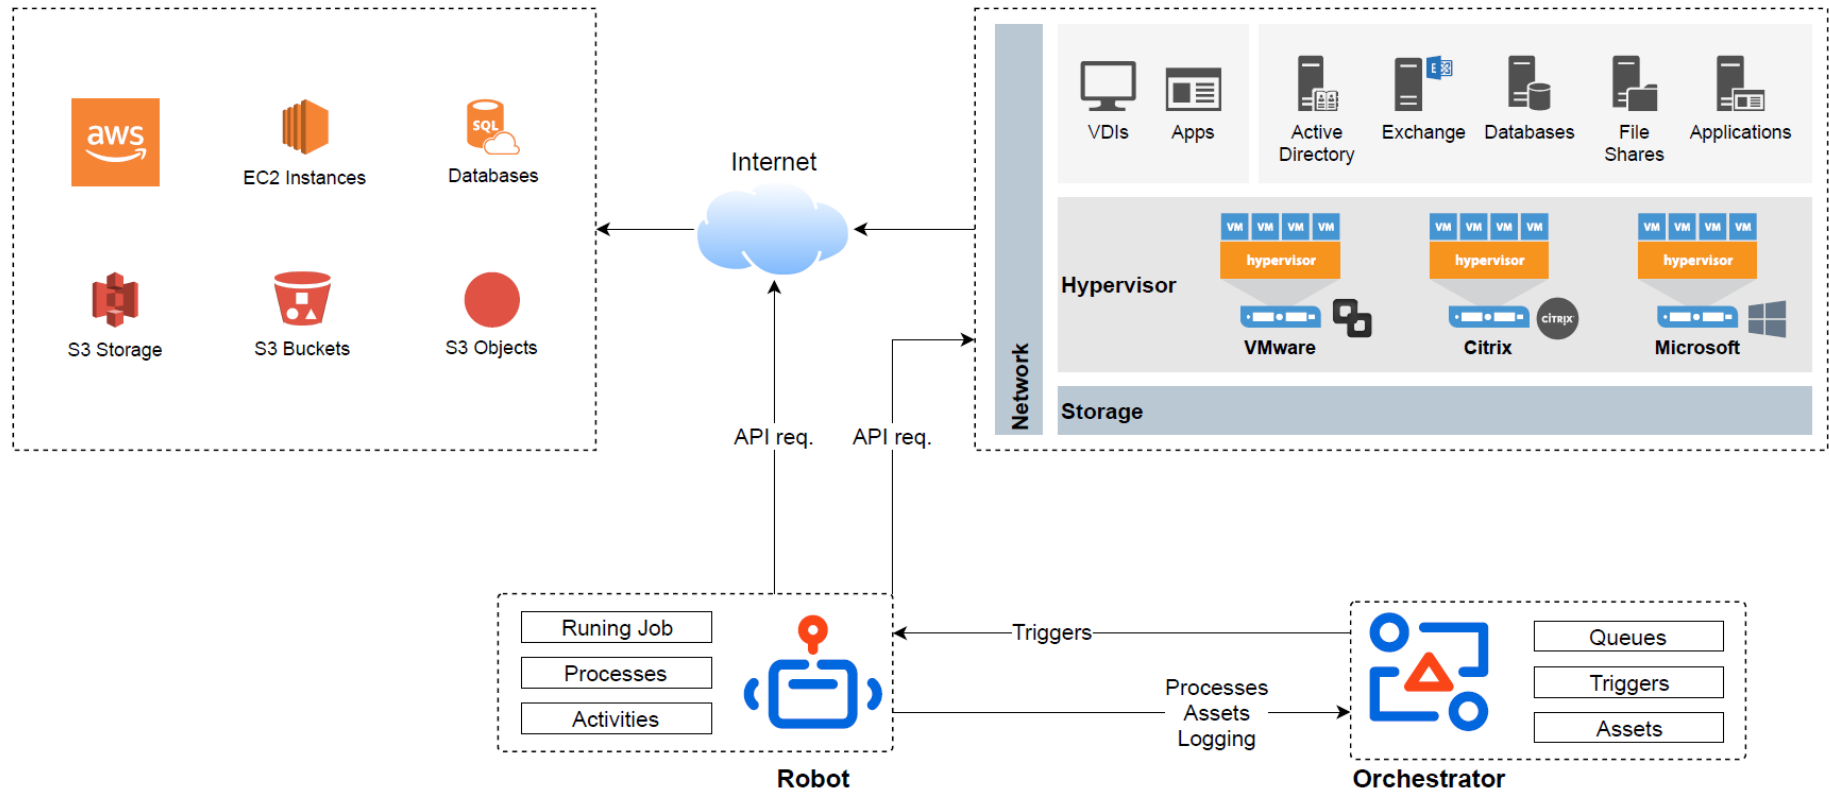 aws
EC2 Instances
SQL
Databases
S3 Storage
S3 Buckets
S3 Objects
Internet
API req.
API req.
Network
VDIs
Apps
Active
Directory
E
Exchange
Databases
File
Shares
Applications
Hypervisor
VM VM VM VM
hypervisor
VMware
VM VM VM VM
hypervisor
CİTRIX
Citrix
VM VM VM VM
hypervisor
Microsoft
Storage
Runing Job
Processes
Activities
Robot
Triggers
Processes
Assets
Logging
Queues
Triggers
Assets
Orchestrator